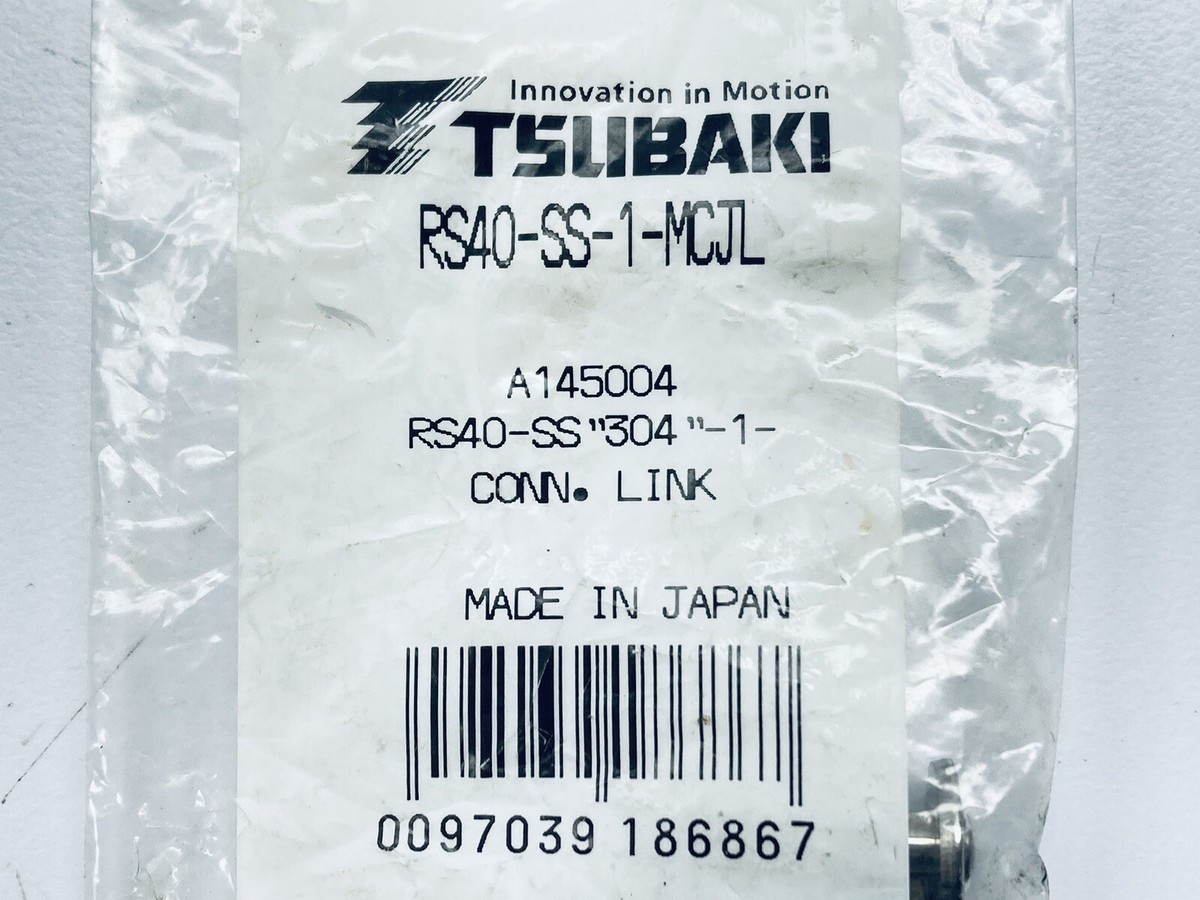 Innovation in Motion
TSUBAKI
RS40-SS-1-MCJL
A145004
RS40-SS"304"-1-
CONN. LINK
MADE IN JAPAN
0097039 186867